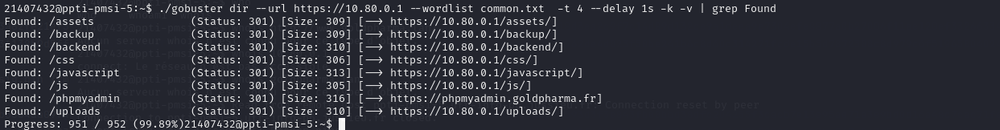 21407432@ppti-pmsi-5:~$ ./gobuster dir --url https://10.80.0.1 --wordlist common.txt  -t 4 --delay 1s -k -v | grep Found
Found: /assets               (Status: 301) [Size: 309] [--> https://10.80.0.1/assets/]
Found: /backup               (Status: 301) [Size: 309] [--> https://10.80.0.1/backup/]
Found: /backend              (Status: 301) [Size: 310] [--> https://10.80.0.1/backend/]
Found: /css                  (Status: 301) [Size: 306] [--> https://10.80.0.1/css/]
Found: /javascript           (Status: 301) [Size: 313] [--> https://10.80.0.1/javascript/]
Found: /js                   (Status: 301) [Size: 305] [--> https://10.80.0.1/js/]
Found: /phpmyadmin           (Status: 301) [Size: 316] [--> https://phpmyadmin.goldpharma.fr]
Connection reset by peer
Found: /uploads              (Status: 301) [Size: 310] [--> https://10.80.0.1/uploads/]
Progress: 951 / 952 (99.89%)21407432@ppti-pmsi-5:~$